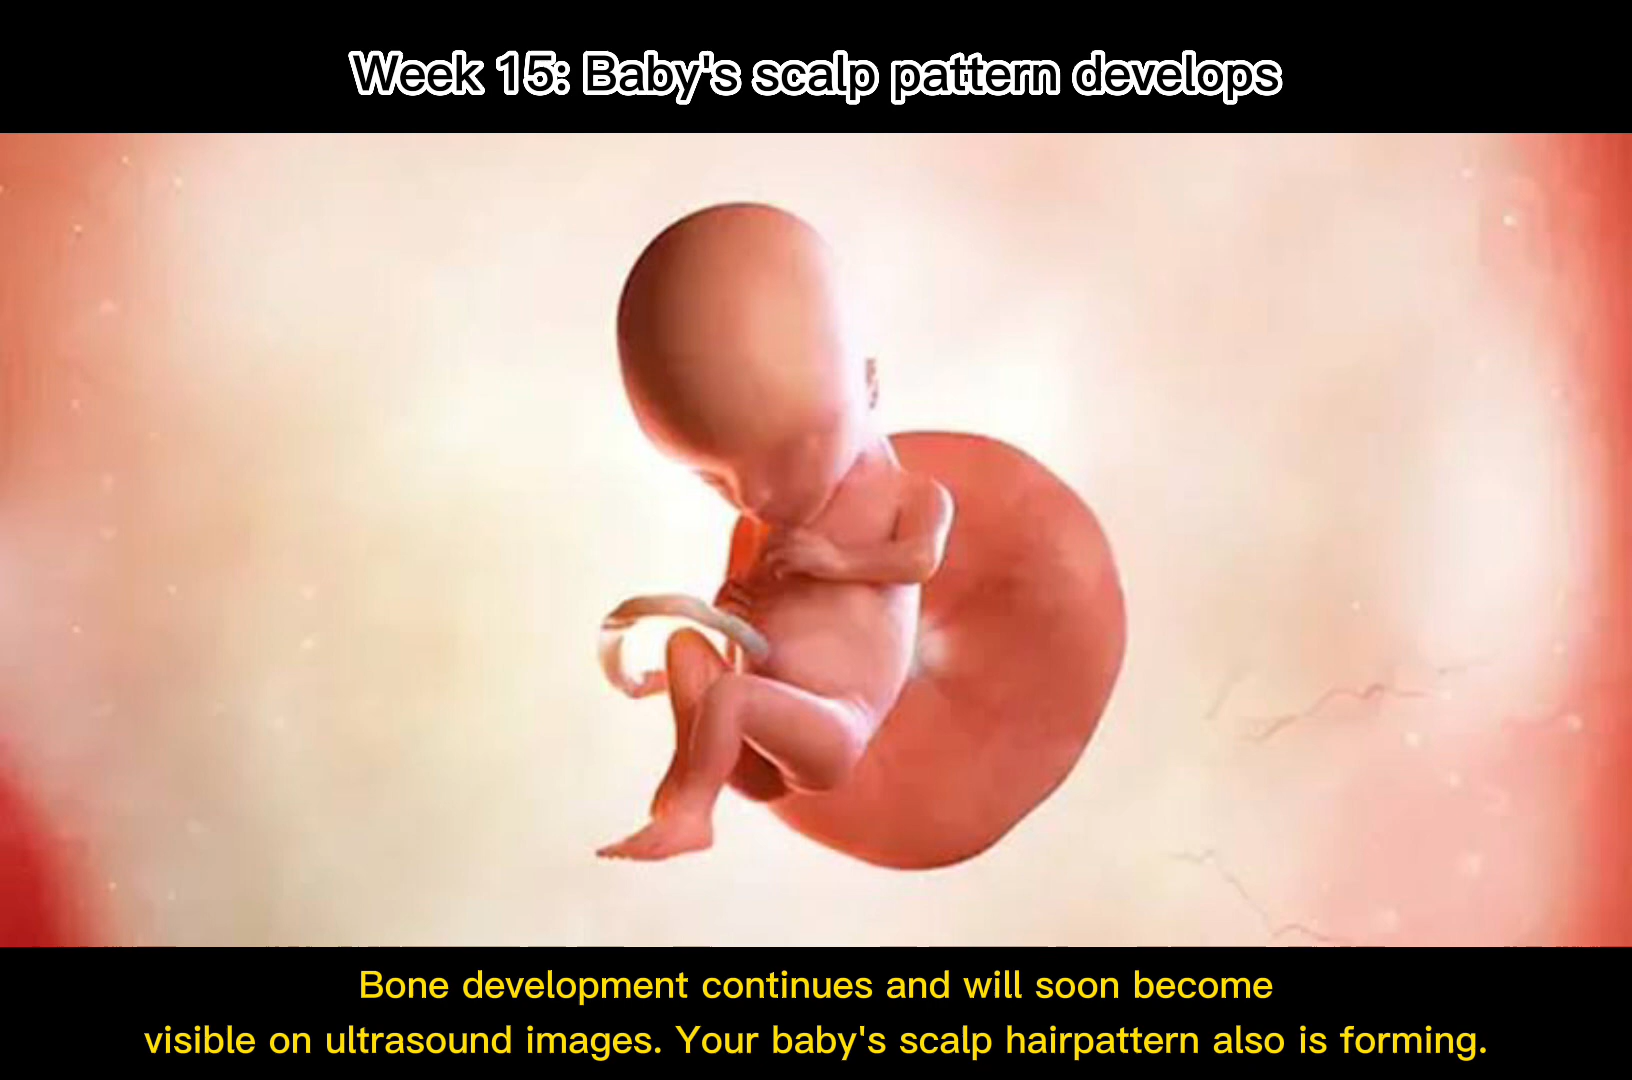 Week 15: Baby's scalp pattern develops
Bone development continues and will soon become
visible on ultrasound images. Your baby's scalp hairpattern also is forming.